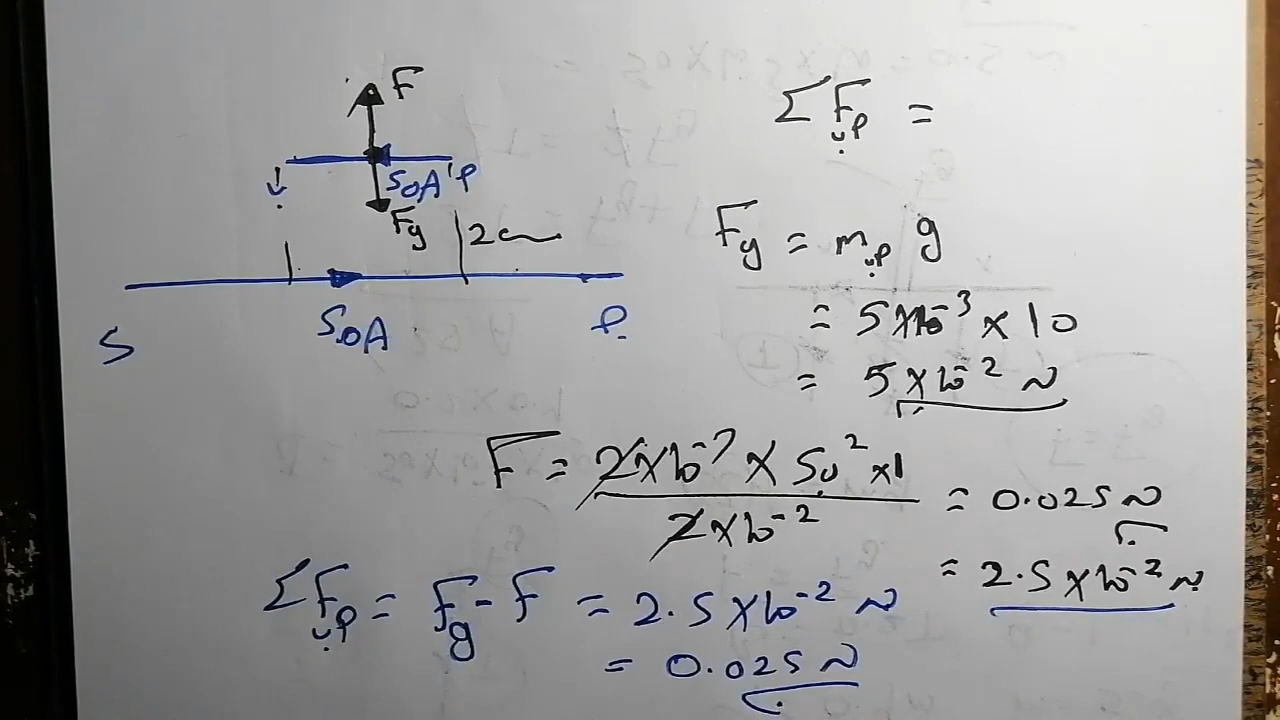 F
ΣF =
50A
Fg
2cm
Fg = m g
50A
= 5×10⁻³ × 10
= 5×10⁻² N
F = 2×10⁻⁷ × 50² ×1
2×10⁻²
= 0.025 N
= 2.5×10⁻² N
ΣF = Fg - F = 2.5×10⁻² N
= 0.025 N